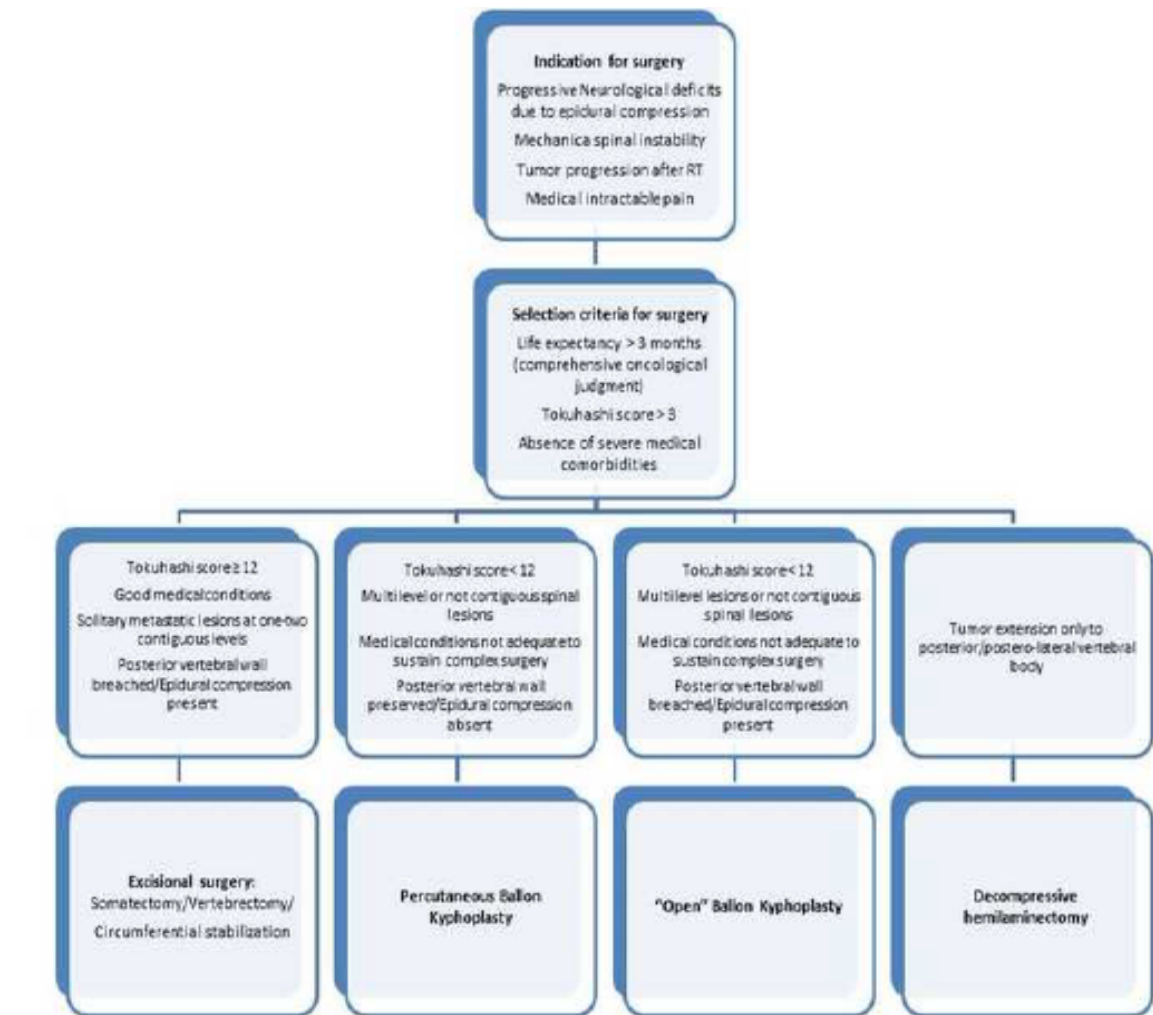 Indication for surgery
Progressive Neurological deficits
due to epidural compression
Mechanica spinal instability
Tumor progression after RT
Medical intractable pain
Selection criteria for surgery
Life expectancy > 3 months
(comprehensive oncological
judgment)
Tokuhashi score > 3
Absence of severe medical
comorbidities
Tokuhashi score ≥ 12
Good medical conditions
Sollitary metastatic lesions at one-two
contiguous levels
Posterior vertebral wall
breached/Epidural compression
present
Tokuhashi score < 12
Multilevel or not contiguous spinal
lesions
Medical conditions not adequate to
sustain complex surgery
Posterior vertebral wall
preserved/Epidural compression
absent
Tokuhashi score < 12
Multilevel lesions or not contiguous
spinal lesions
Medical conditions not adequate to
sustain complex surgery
Posterior vertebral wall
breached/Epidural compression
present
Tumor extension only to
posterior/postero-lateral vertebral
body
Excisional surgery:
Somatectomy/Vertebrectomy/
Circumferential stabilization
Percutaneous Ballon
Kyphoplasty
"Open" Ballon Kyphoplasty
Decompressive
hemilaminectomy